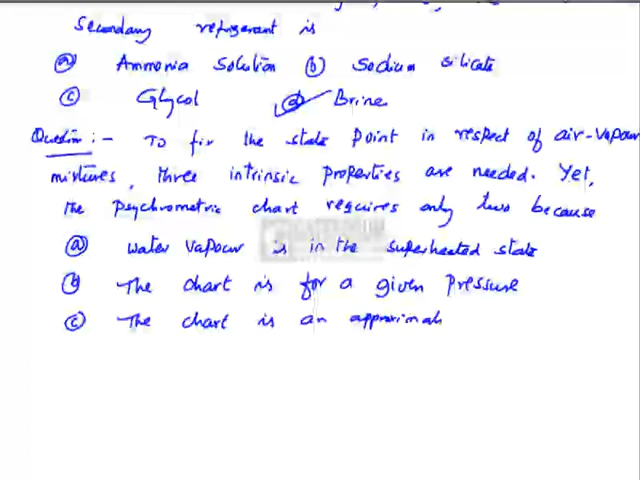 Secondary refrigerant is
(a) Ammonia Solution (b) Sodium silicate
(c) Glycol (d) Brine
Question :- To fix the state point in respect of air-vapour
mixtures, three intrinsic properties are needed. Yet,
the psychrometric chart requires only two because
(a) water vapour is in the superheated state
(b) The chart is for a given pressure
(c) The chart is an approximah